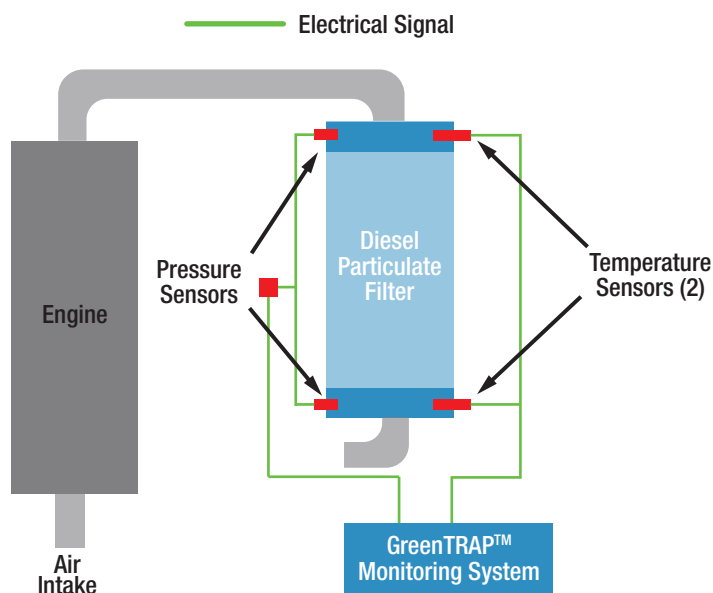 Electrical Signal
Diesel
Particulate
Filter
Pressure
Sensors
Temperature
Sensors (2)
Engine
GreenTRAP™
Monitoring System
Air
Intake